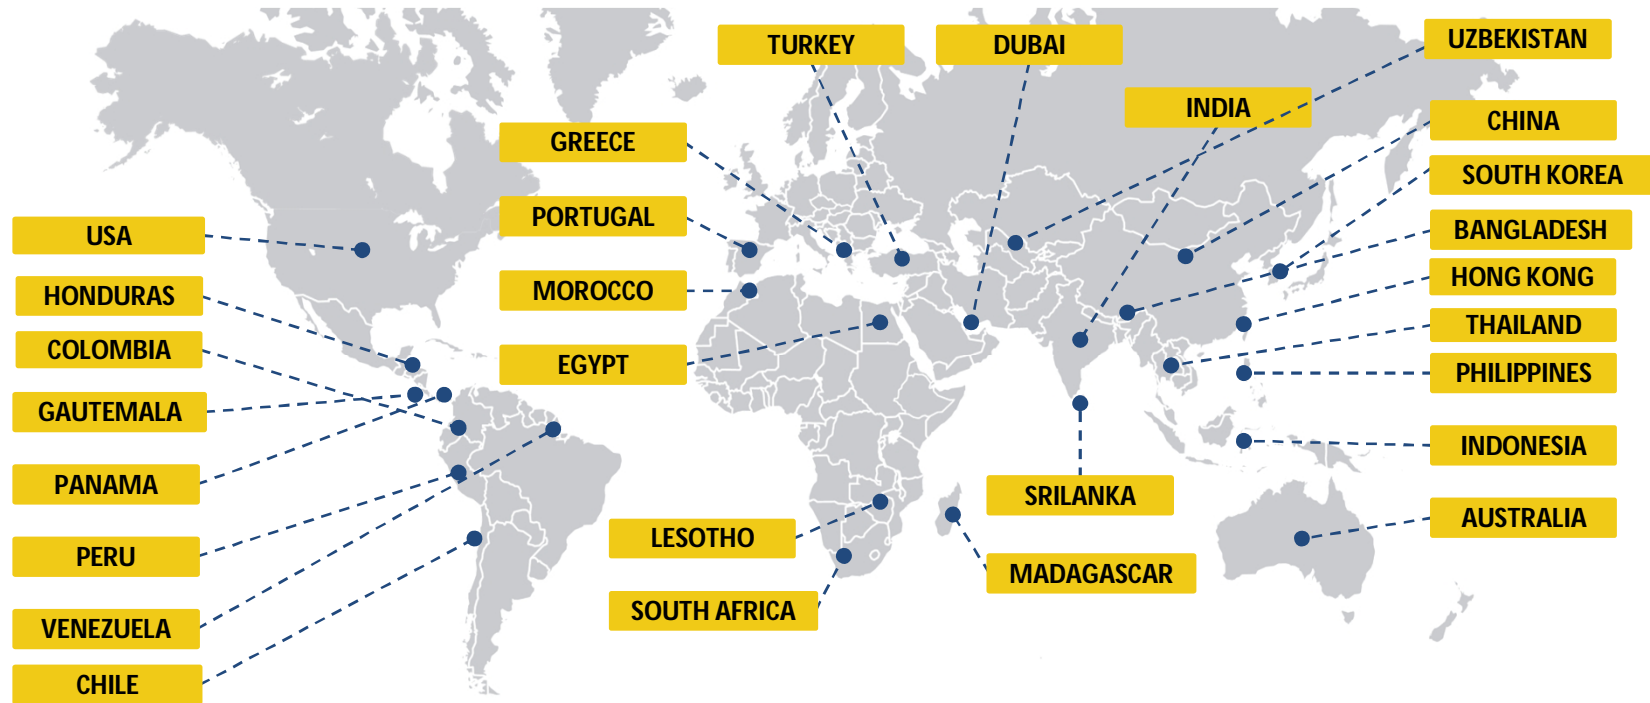 TURKEY
DUBAI
UZBEKISTAN
INDIA
CHINA
GREECE
SOUTH KOREA
PORTUGAL
BANGLADESH
USA
HONG KONG
HONDURAS
MOROCCO
THAILAND
COLOMBIA
EGYPT
PHILIPPINES
GAUTEMALA
INDONESIA
PANAMA
SRILANKA
AUSTRALIA
LESOTHO
PERU
MADAGASCAR
SOUTH AFRICA
VENEZUELA
CHILE